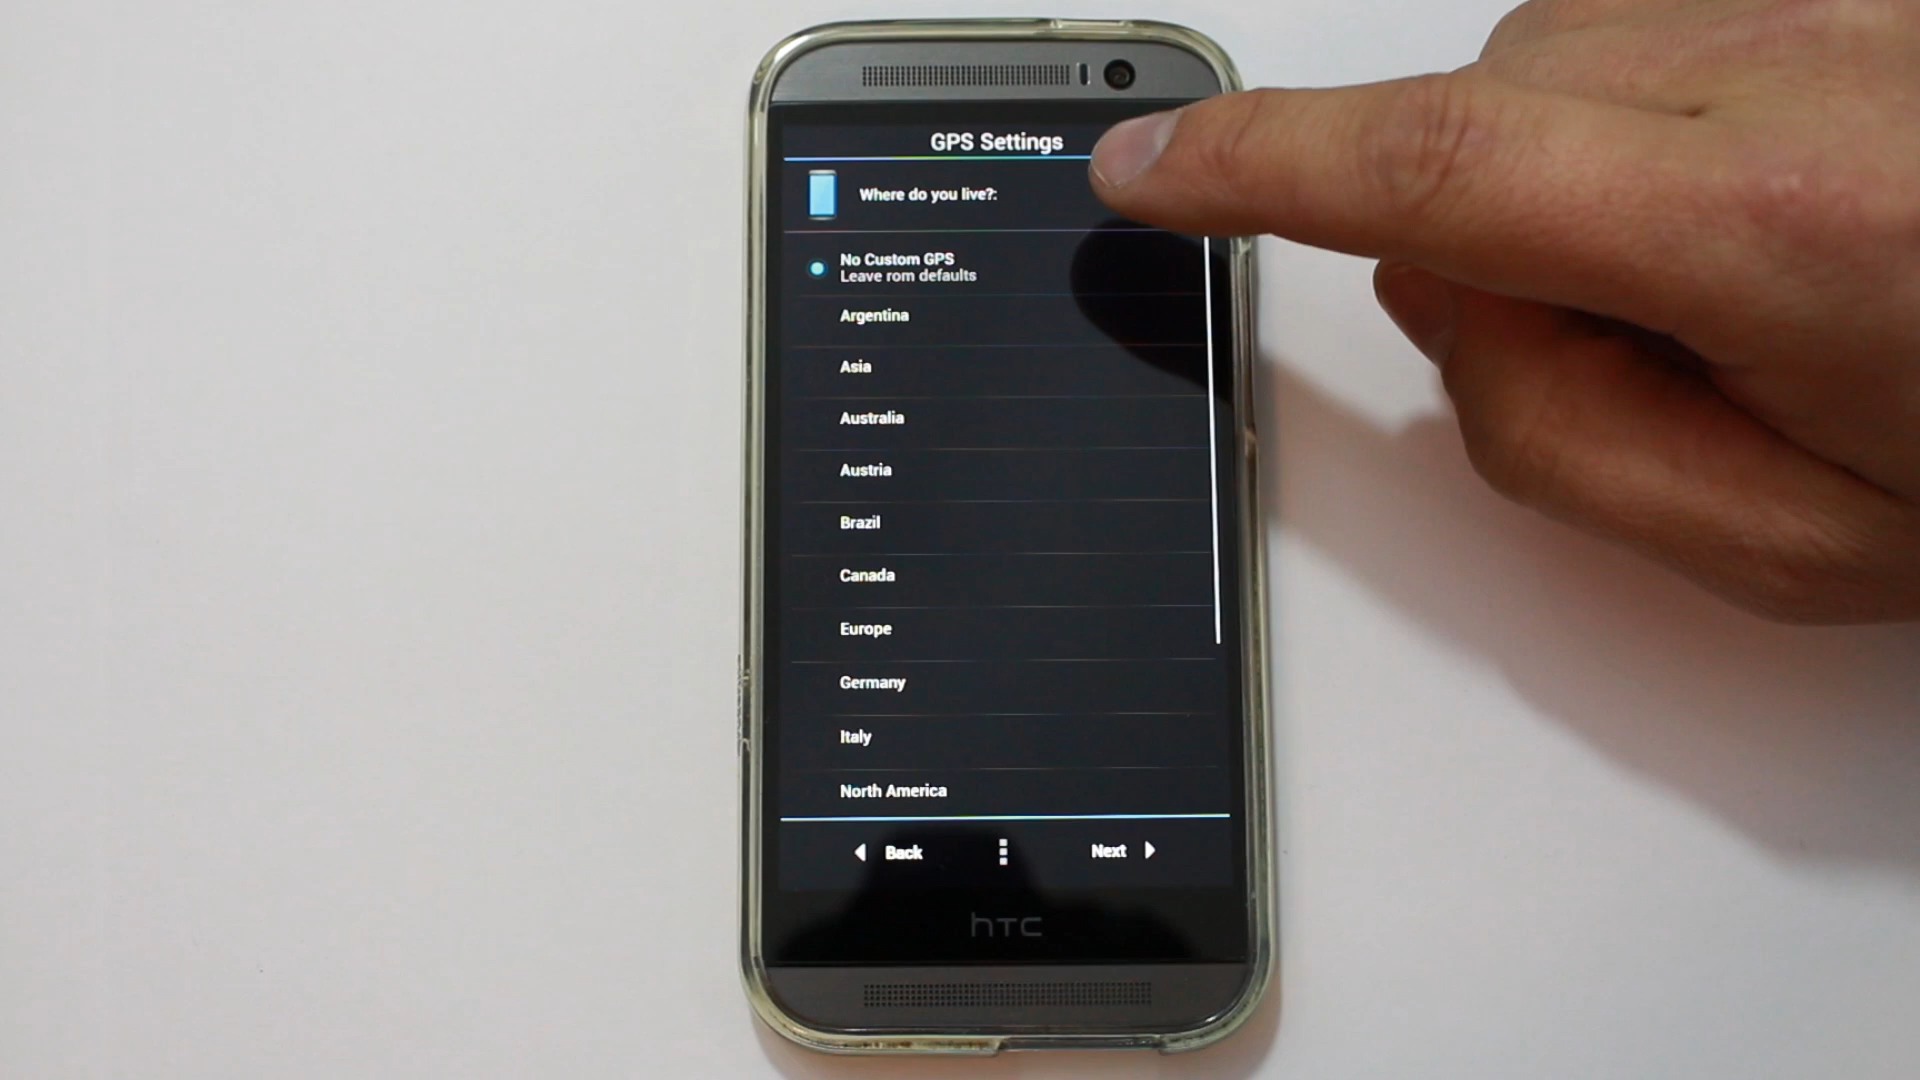 GPS Settings
Where do you live?:
No Custom GPS
Leave rom defaults
Argentina
Asia
Australia
Austria
Brazil
Canada
Europe
Germany
Italy
North America
Back
Next
hTC